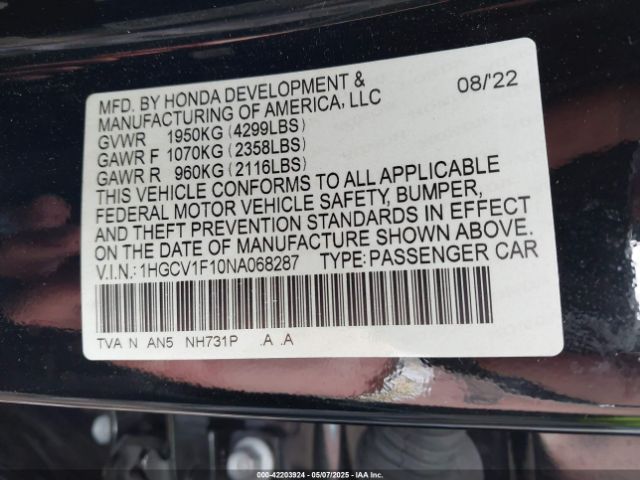 MFD. BY HONDA DEVELOPMENT & 08/'22
MANUFACTURING OF AMERICA, LLC
GVWR 1950KG (4299LBS)
GAWR F 1070KG (2358LBS)
GAWR R 960KG (2116LBS)
THIS VEHICLE CONFORMS TO ALL APPLICABLE
FEDERAL MOTOR VEHICLE SAFETY, BUMPER,
AND THEFT PREVENTION STANDARDS IN EFFECT
ON THE DATE OF MANUFACTURE SHOWN ABOVE.
V.I.N.: 1HGCV1F10NA068287 TYPE: PASSENGER CAR
TVA N AN5 NH731P .A .A
000-42203924 | 05/07/2025 | IAA Inc.